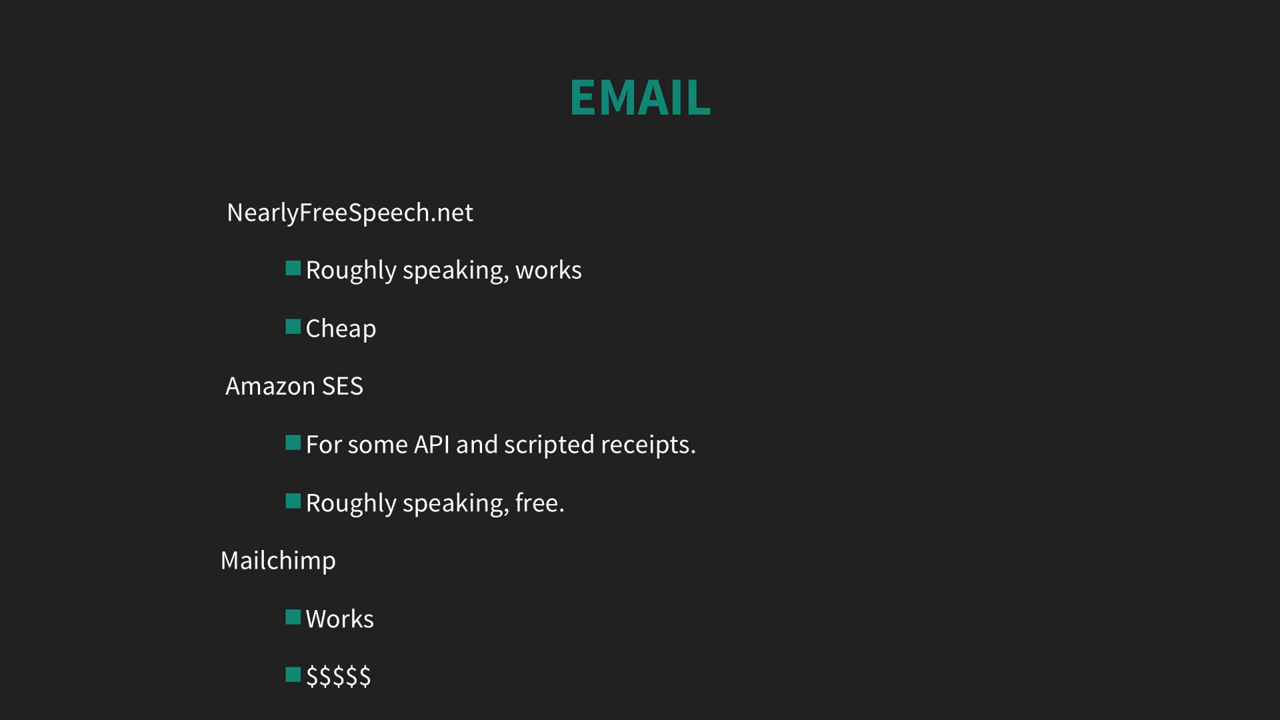 EMAIL
NearlyFreeSpeech.net
Roughly speaking, works
Cheap
Amazon SES
For some API and scripted receipts.
Roughly speaking, free.
Mailchimp
Works
$$$$$